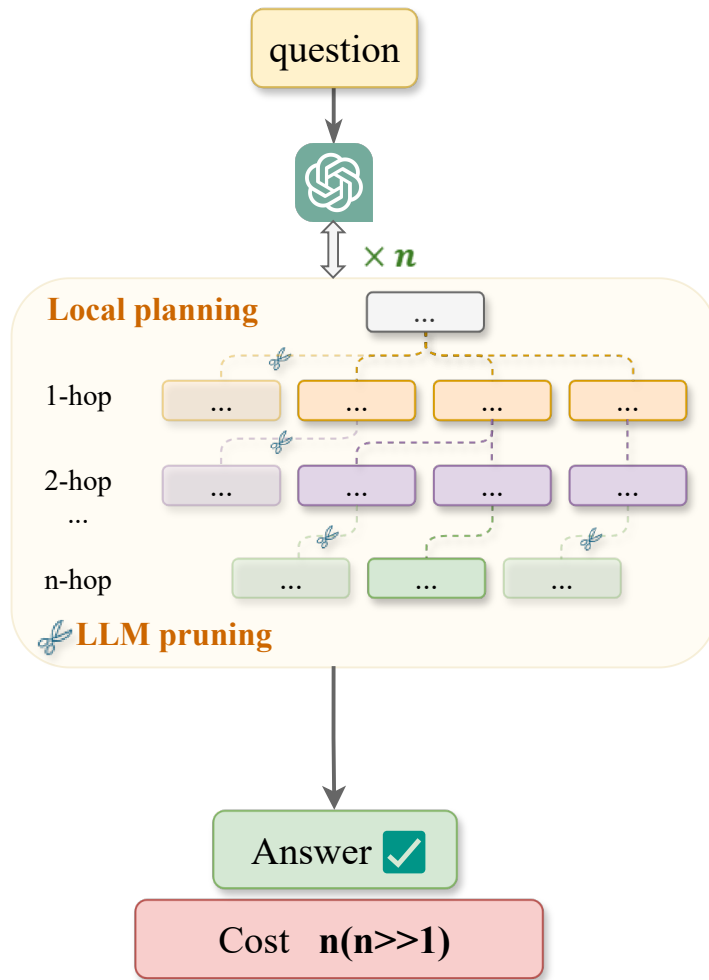 question
× n
Local planning
...
1-hop
... ... ... ...
2-hop
... ... ... ...
...
n-hop
... ... ...
LLM pruning
Answer
Cost n(n>>1)